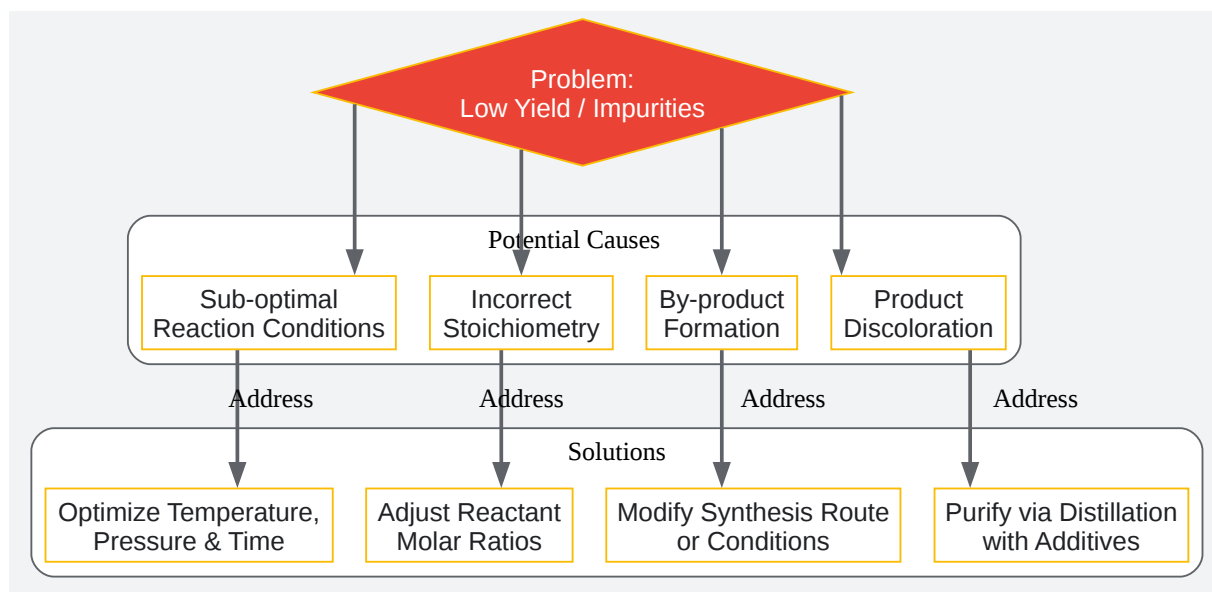 Problem:
Low Yield / Impurities
Potential Causes
Sub-optimal
Reaction Conditions
Incorrect
Stoichiometry
By-product
Formation
Product
Discoloration
Address
Address
Address
Address
Solutions
Optimize Temperature,
Pressure & Time
Adjust Reactant
Molar Ratios
Modify Synthesis Route
or Conditions
Purify via Distillation
with Additives